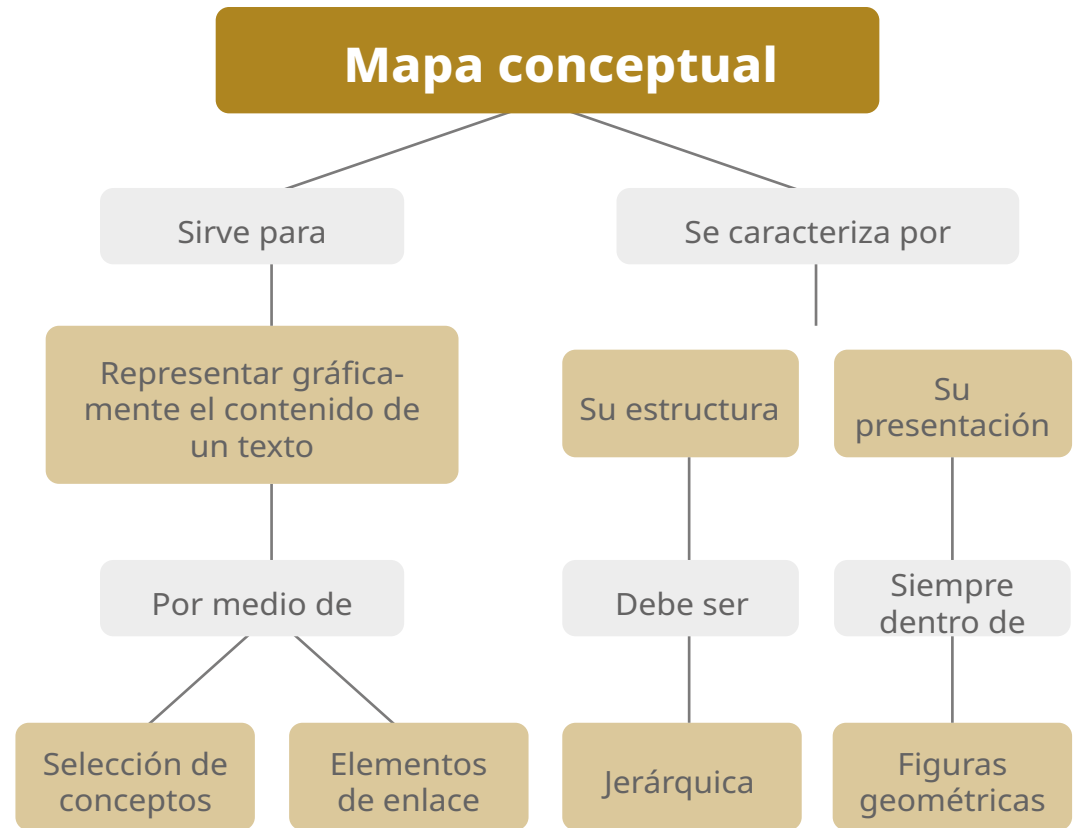 Mapa conceptual
Sirve para
Se caracteriza por
Representar gráfica-
mente el contenido de
un texto
Su estructura
Su
presentación
Por medio de
Debe ser
Siempre
dentro de
Selección de
conceptos
Elementos
de enlace
Jerárquica
Figuras
geométricas